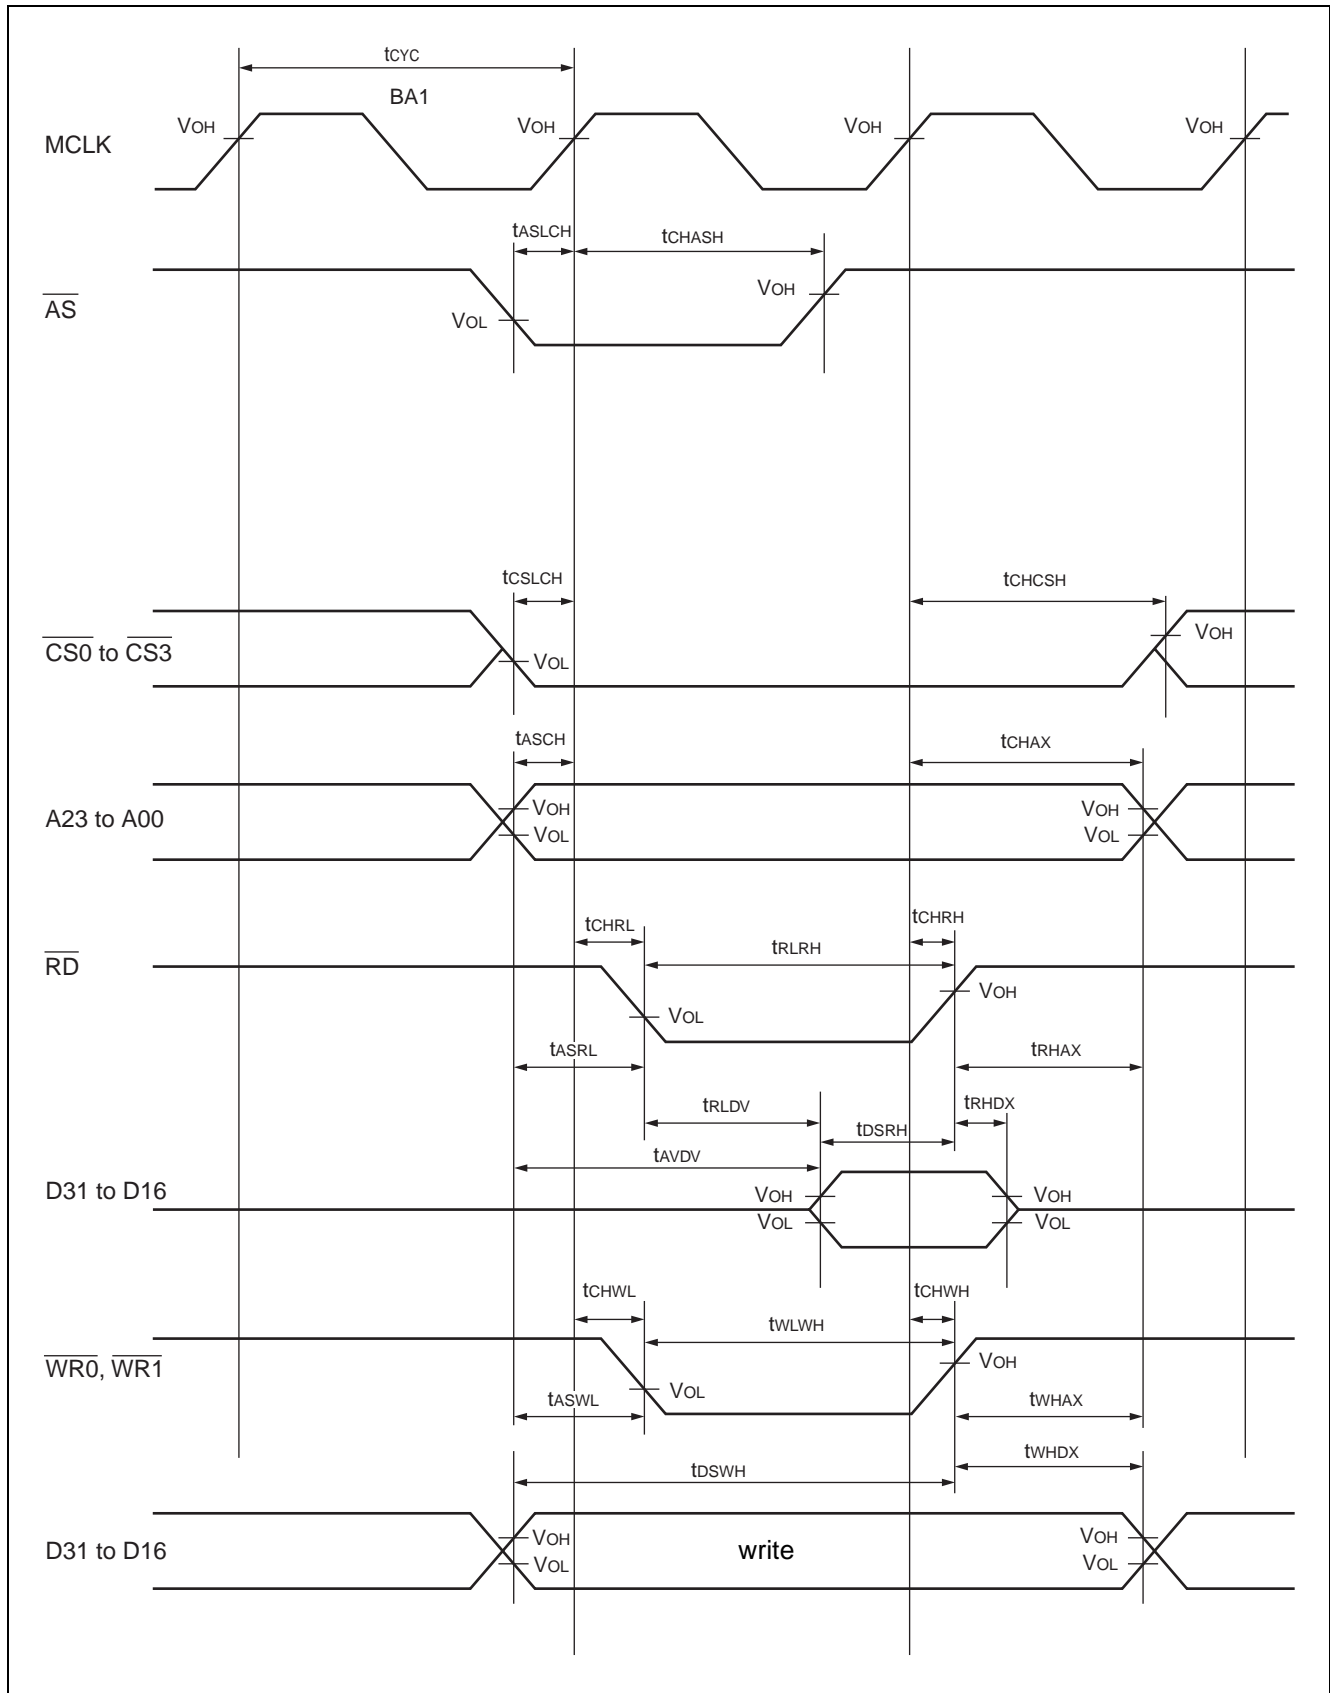 tCYC
BA1
MCLK
VOH
VOH
VOH
VOH
tASLCH
tCHASH
AS
VOL
VOH
tCSLCH
tCHCSH
CS0 to CS3
VOL
VOH
tASCH
tCHAX
A23 to A00
VOH
VOL
VOH
VOL
tCHRL
tCHRH
tRLRH
RD
VOL
VOH
tASRL
tRHAX
tRLDV
tRHDX
tDSRH
tAVDV
D31 to D16
VOH
VOL
VOH
VOL
tCHWL
tCHWH
tWLWH
WR0, WR1
VOL
VOH
tASWL
tWHAX
tDSWH
tWHDX
D31 to D16
VOH
VOL
write
VOH
VOL